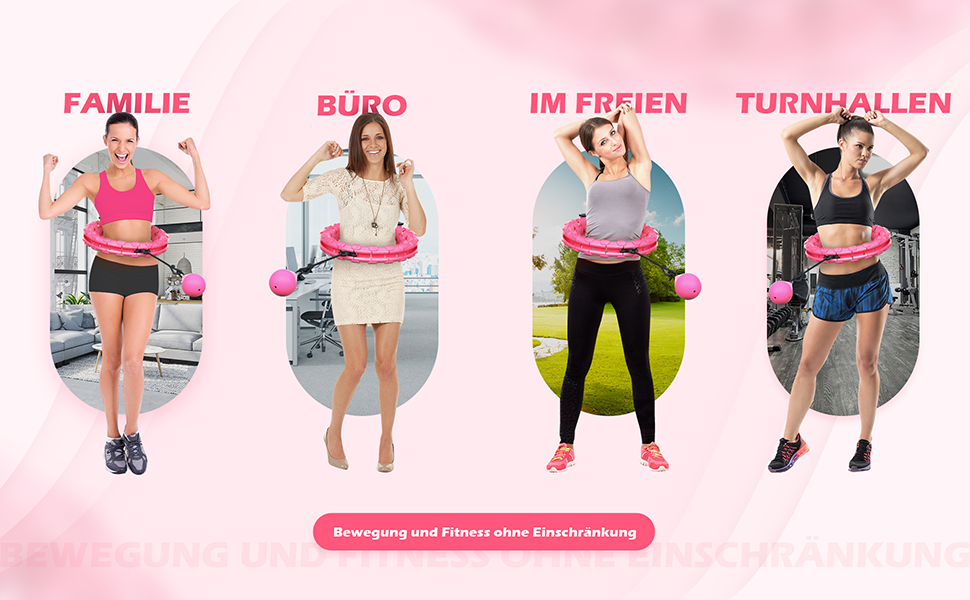 FAMILIE
BÜRO
IM FREIEN
TURNHALLEN
Bewegung und Fitness ohne Einschränkung
BEWEGUNG UND FITNESS OHNE EINSCHRÄNKUNG